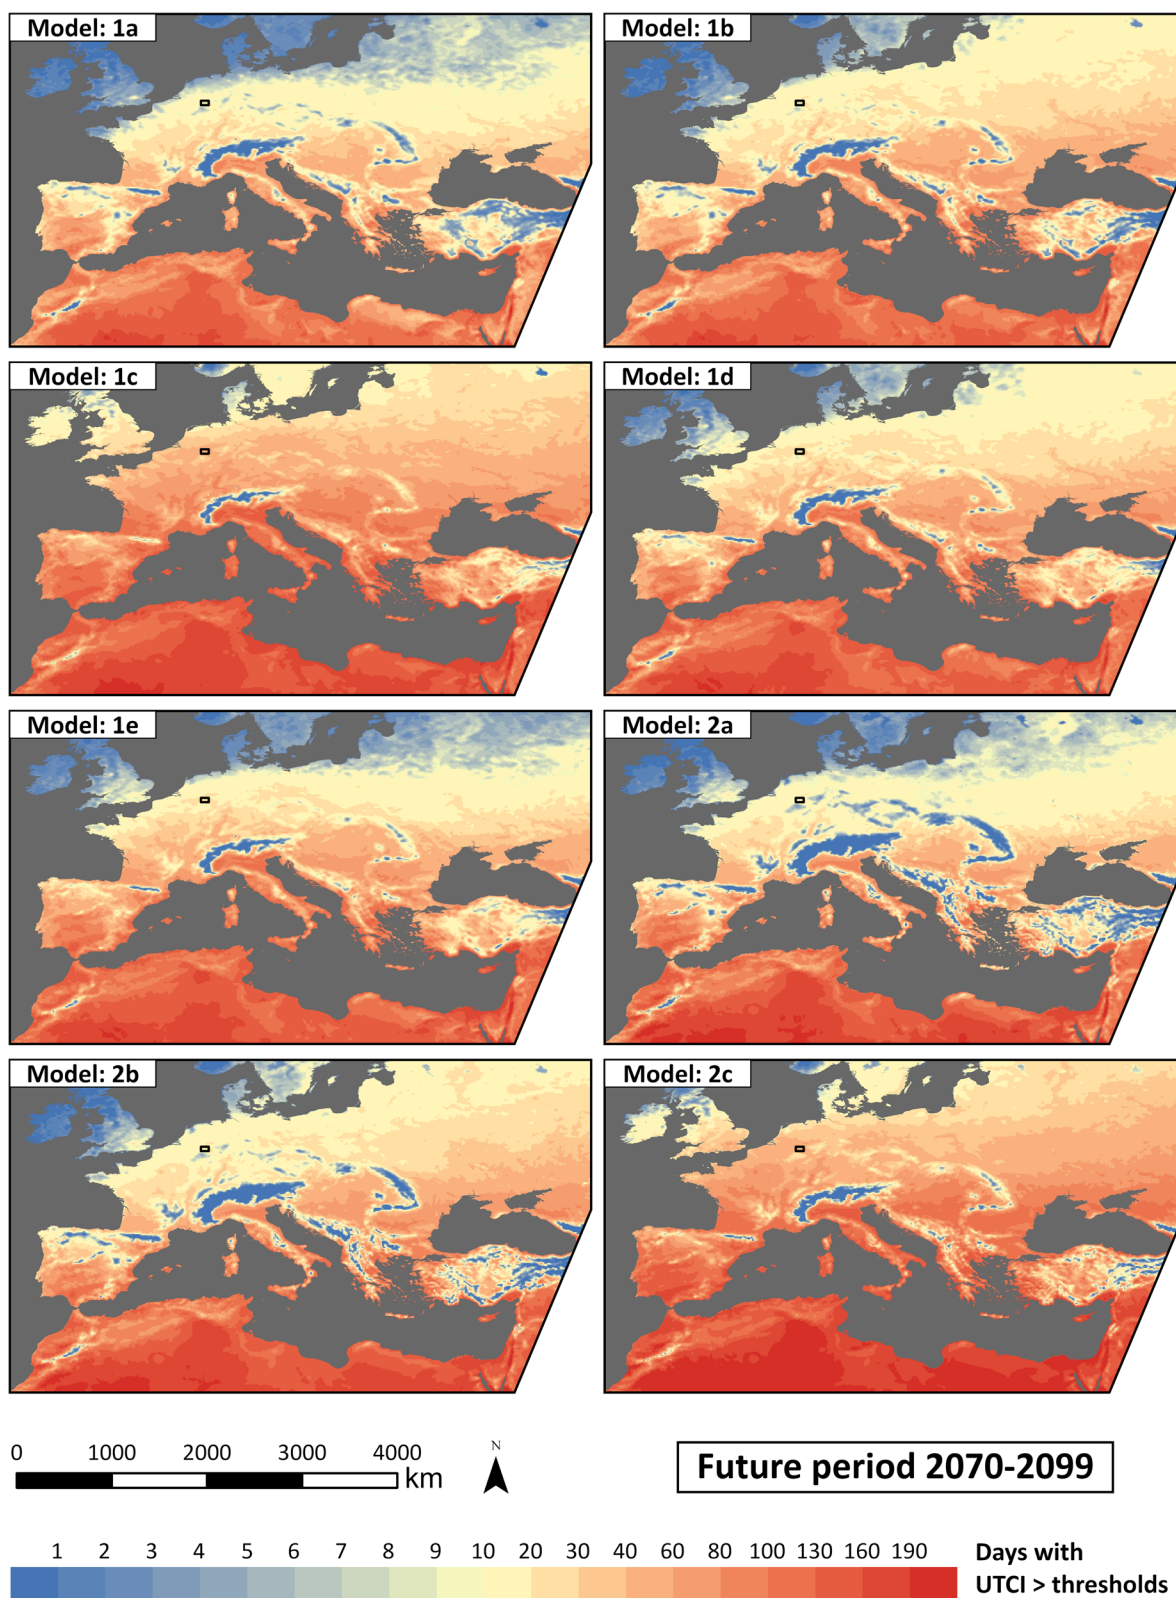 Model: 1a
Model: 1b
Model: 1c
Model: 1d
Model: 1e
Model: 2a
Model: 2b
Model: 2c
0 1000 2000 3000 4000
km
N
Future period 2070-2099
1 2 3 4 5 6 7 8 9 10 20 30 40 60 80 100 130 160 190
Days with
UTCI > thresholds